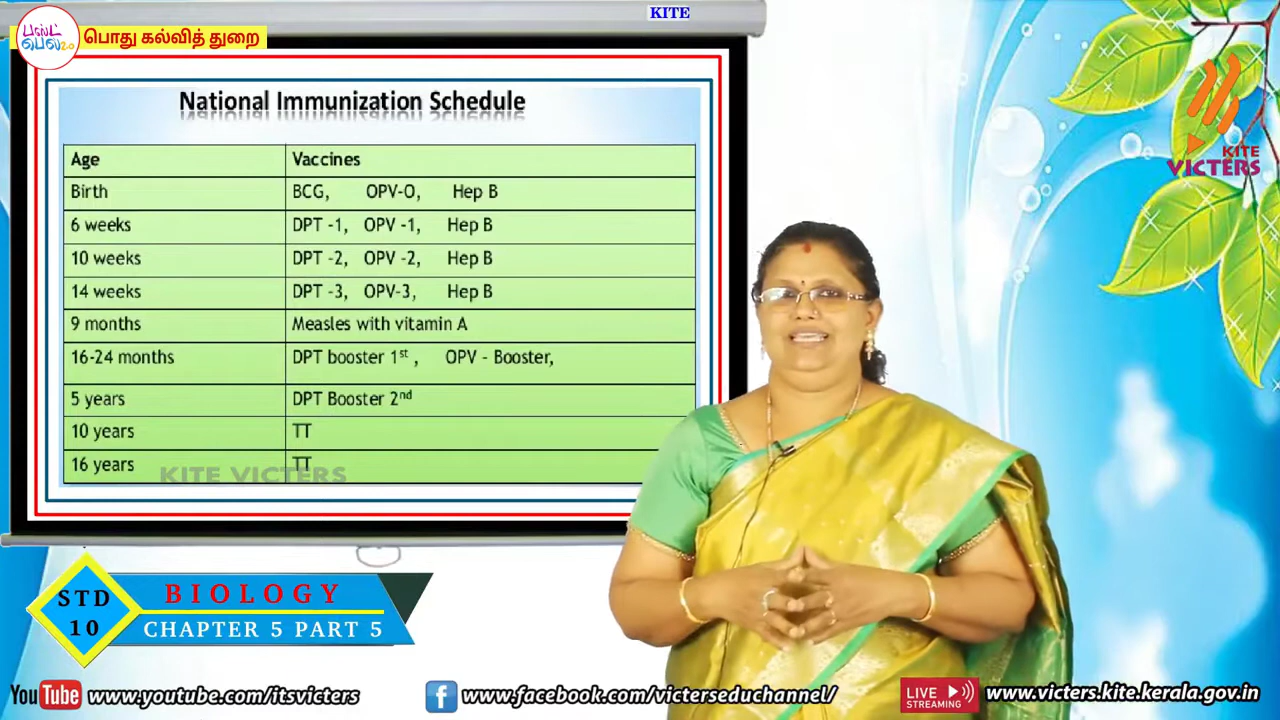 KITE
பஸ்ட்
பெல் 2.0
பொது கல்வித் துறை
KITE
VICTERS
National Immunization Schedule
Age Vaccines
Birth BCG, OPV-O, Hep B
6 weeks DPT -1, OPV -1, Hep B
10 weeks DPT -2, OPV -2, Hep B
14 weeks DPT -3, OPV-3, Hep B
9 months Measles with vitamin A
16-24 months DPT booster 1st , OPV - Booster,
5 years DPT Booster 2nd
10 years TT
16 years TT
KITE VICTERS
STD
10
BIOLOGY
CHAPTER 5 PART 5
YouTube www.youtube.com/itsvicters
f www.facebook.com/victerseduchannel/
LIVE
STREAMING
www.victers.kite.kerala.gov.in